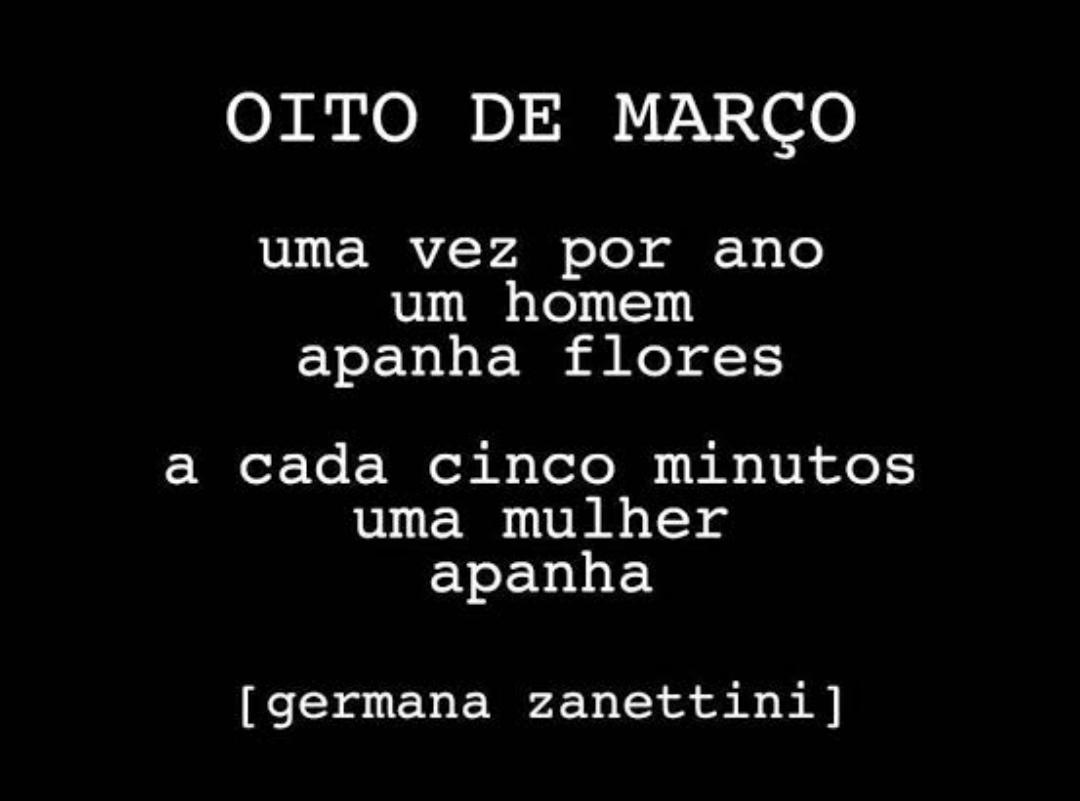 OITO DE MARÇO
uma vez por ano
um homem
apanha flores
a cada cinco minutos
uma mulher
apanha
[germana zanettini]